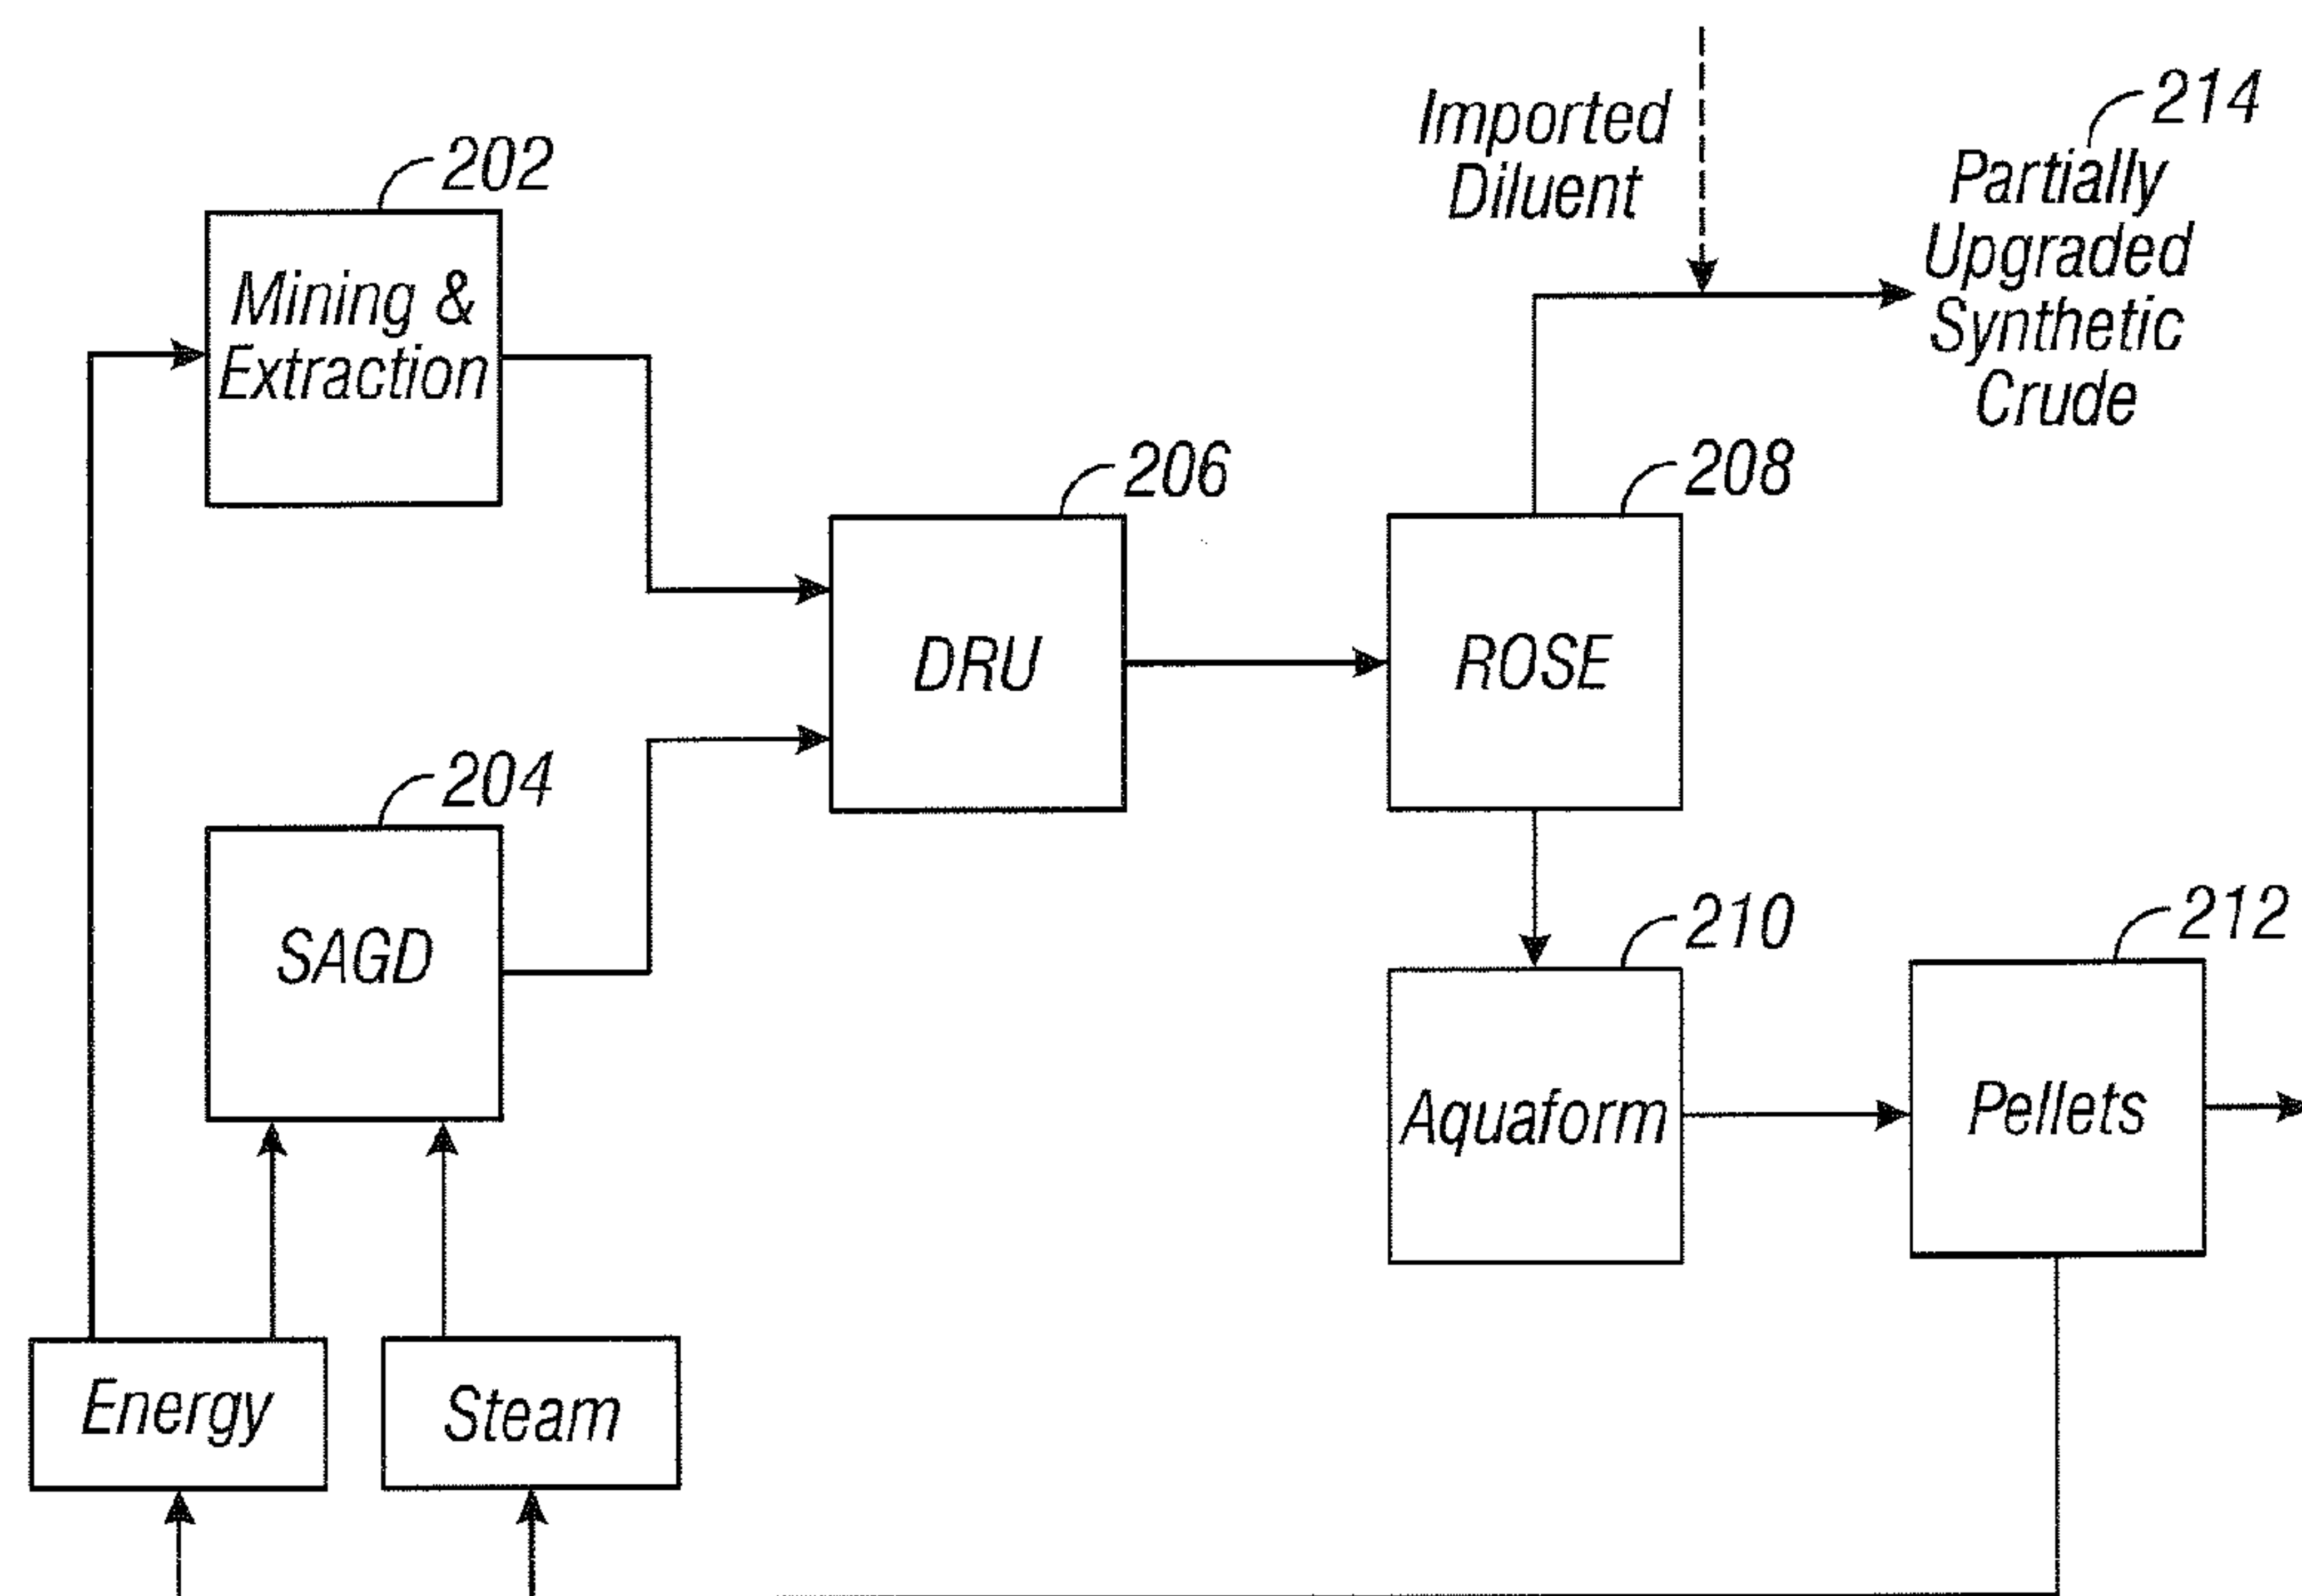 Imported
Diluent
214
Partially
Upgraded
Synthetic
Crude
202
Mining &
Extraction
206
DRU
208
ROSE
204
SAGD
210
Aquaform
212
Pellets
Energy
Steam